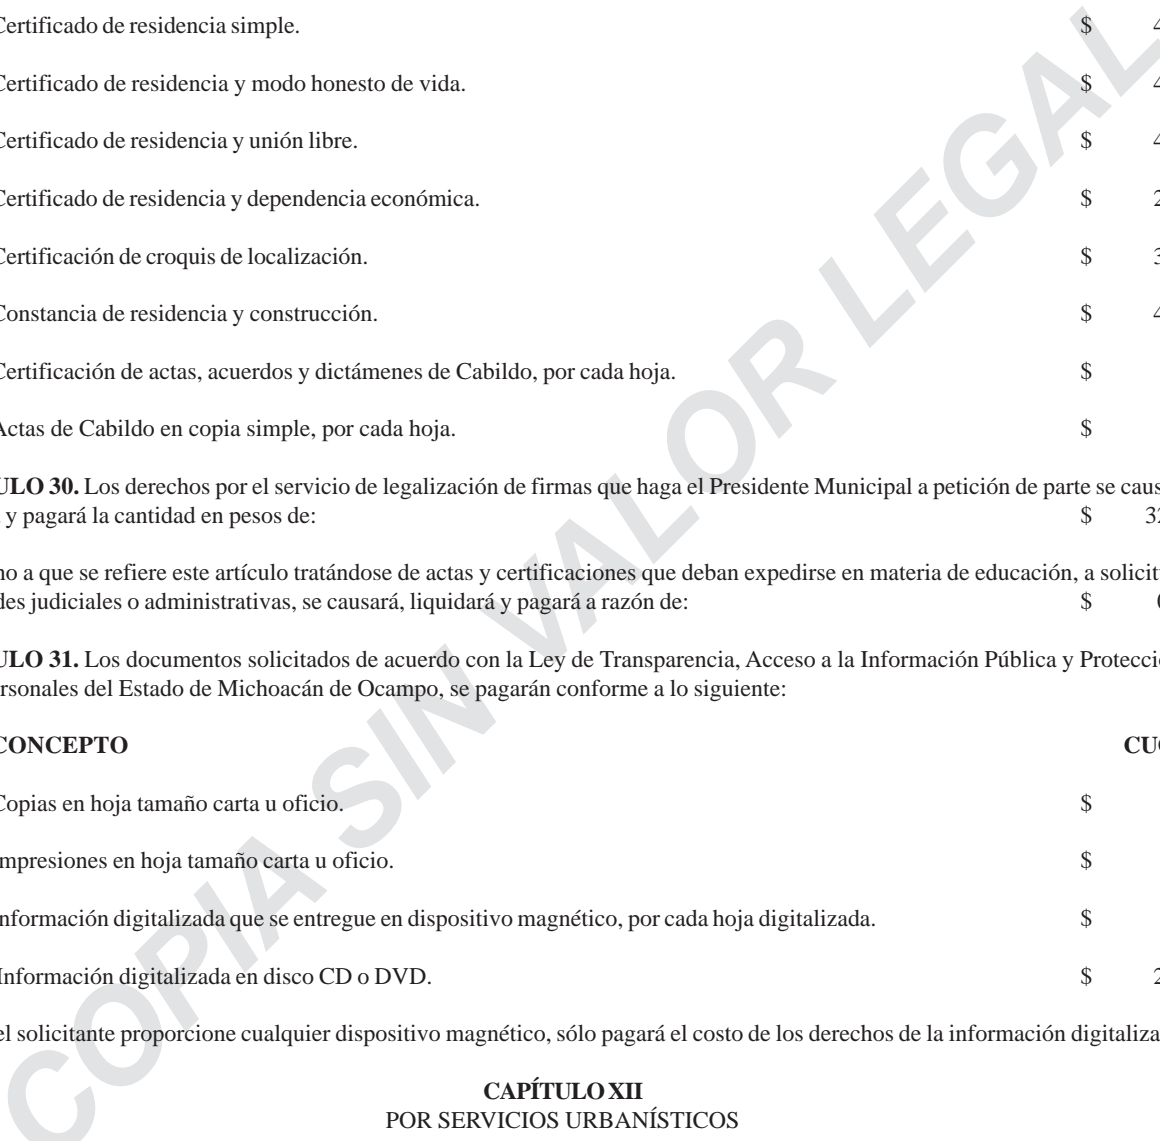 Certificado de residencia simple. $ 4
Certificado de residencia y modo honesto de vida. $ 4
Certificado de residencia y unión libre. $ 4
Certificado de residencia y dependencia económica. $ 2
Certificación de croquis de localización. $ 3
Constancia de residencia y construcción. $ 4
Certificación de actas, acuerdos y dictámenes de Cabildo, por cada hoja. $
Actas de Cabildo en copia simple, por cada hoja. $
ULO 30. Los derechos por el servicio de legalización de firmas que haga el Presidente Municipal a petición de parte se caus
y pagará la cantidad en pesos de: $ 32
no a que se refiere este artículo tratándose de actas y certificaciones que deban expedirse en materia de educación, a solicit
des judiciales o administrativas, se causará, liquidará y pagará a razón de: $
ULO 31. Los documentos solicitados de acuerdo con la Ley de Transparencia, Acceso a la Información Pública y Protecci
rsonales del Estado de Michoacán de Ocampo, se pagarán conforme a lo siguiente:
CONCEPTO CU
Copias en hoja tamaño carta u oficio. $
mpresiones en hoja tamaño carta u oficio. $
nformación digitalizada que se entregue en dispositivo magnético, por cada hoja digitalizada. $
Información digitalizada en disco CD o DVD. $ 2
el solicitante proporcione cualquier dispositivo magnético, sólo pagará el costo de los derechos de la información digitaliza
CAPÍTULO XII
POR SERVICIOS URBANÍSTICOS
COPIA SIN VALOR LEGAL